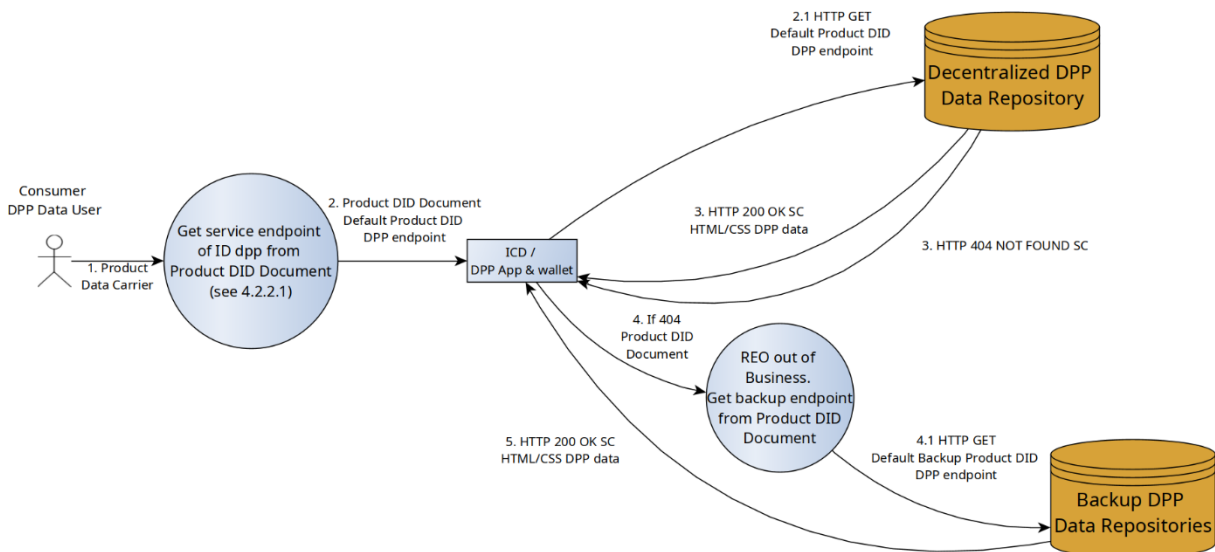 Consumer
DPP Data User
1. Product
Data Carrier
Get service endpoint
of ID dpp from
Product DID Document
(see 4.2.2.1)
2. Product DID Document
Default Product DID
DPP endpoint
ICD /
DPP App & wallet
2.1 HTTP GET
Default Product DID
DPP endpoint
Decentralized DPP
Data Repository
3. HTTP 200 OK SC
HTML/CSS DPP data
3. HTTP 404 NOT FOUND SC
4. If 404
Product DID
Document
REO out of
Business.
Get backup endpoint
from Product DID
Document
4.1 HTTP GET
Default Backup Product DID
DPP endpoint
5. HTTP 200 OK SC
HTML/CSS DPP data
Backup DPP
Data Repositories